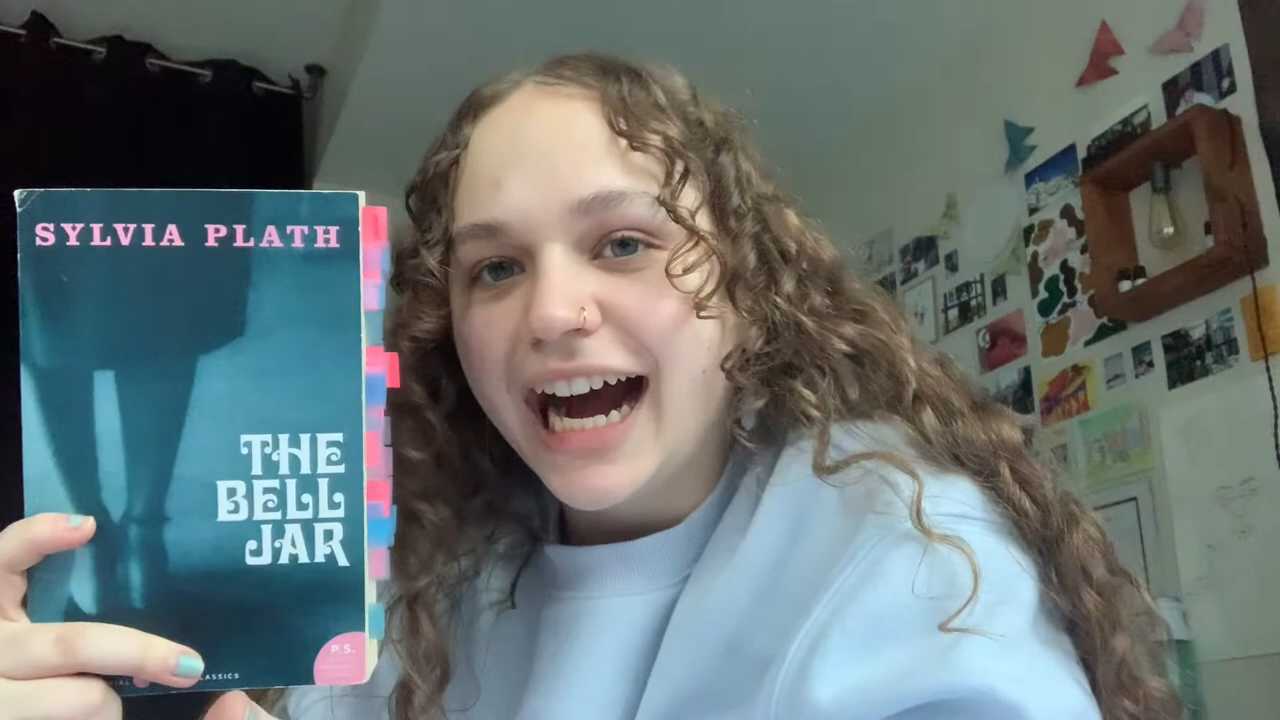 SYLVIA PLATH
THE
BELL
JAR
P.S.
CLASSICS